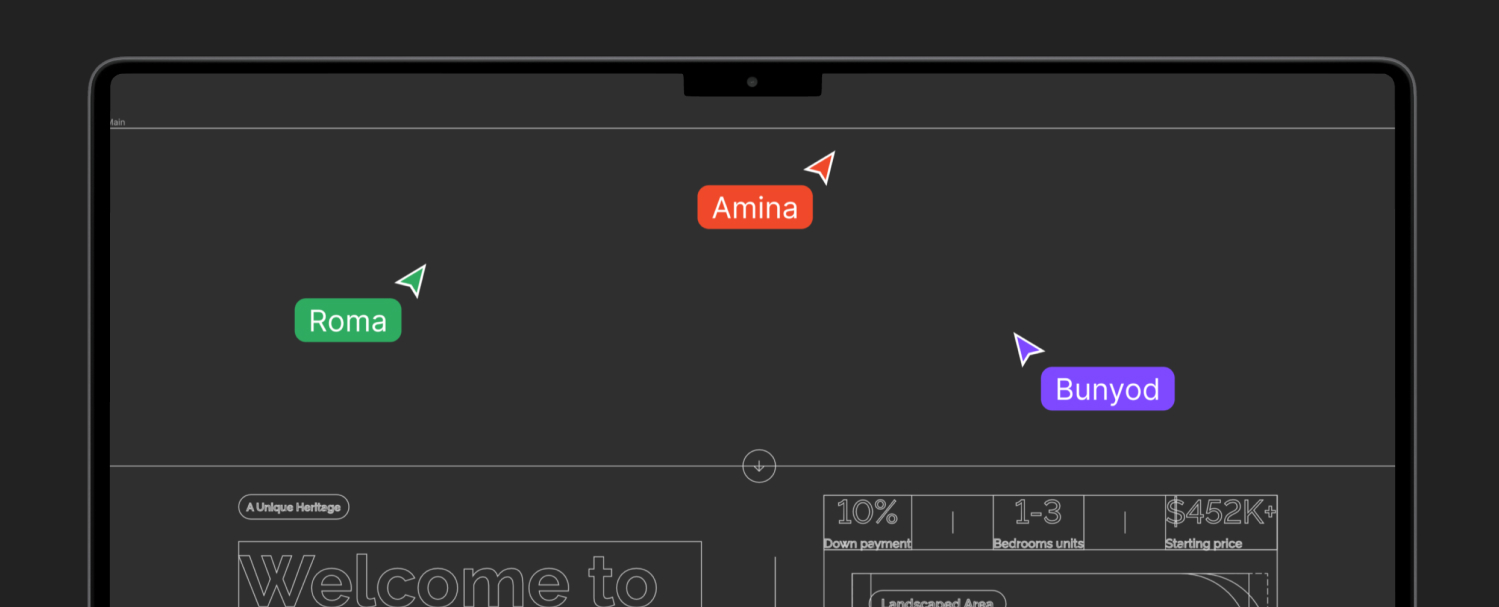 Main
Amina
Roma
Bunyod
A Unique Heritage
10%
1-3
$452K+
Down payment
Bedrooms units
Starting price
Welcome to
Landscaped Area